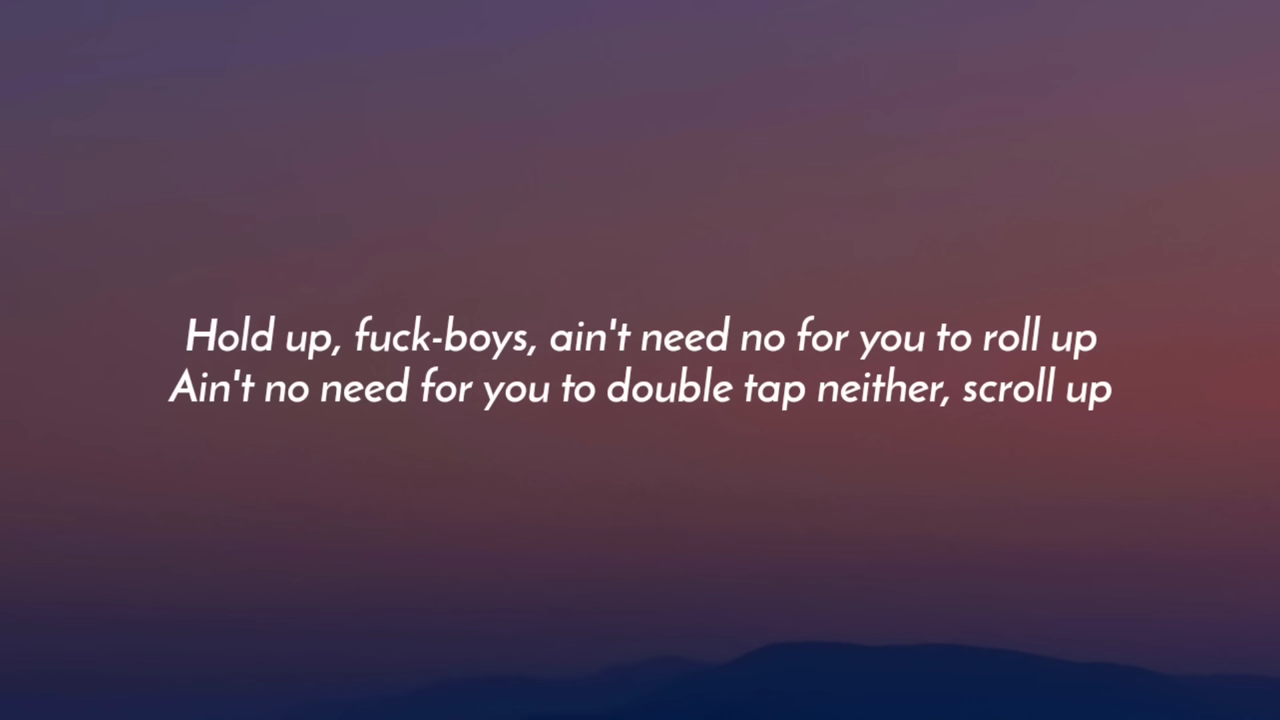 Hold up, fuck-boys, ain't need no for you to roll up
Ain't no need for you to double tap neither, scroll up